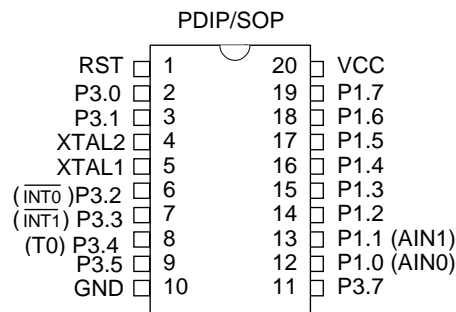 PDIP/SOP
RST 1 20 VCC
P3.0 2 19 P1.7
P3.1 3 18 P1.6
XTAL2 4 17 P1.5
XTAL1 5 16 P1.4
(INT0)P3.2 6 15 P1.3
(INT1) P3.3 7 14 P1.2
(T0) P3.4 8 13 P1.1 (AIN1)
P3.5 9 12 P1.0 (AIN0)
GND 10 11 P3.7